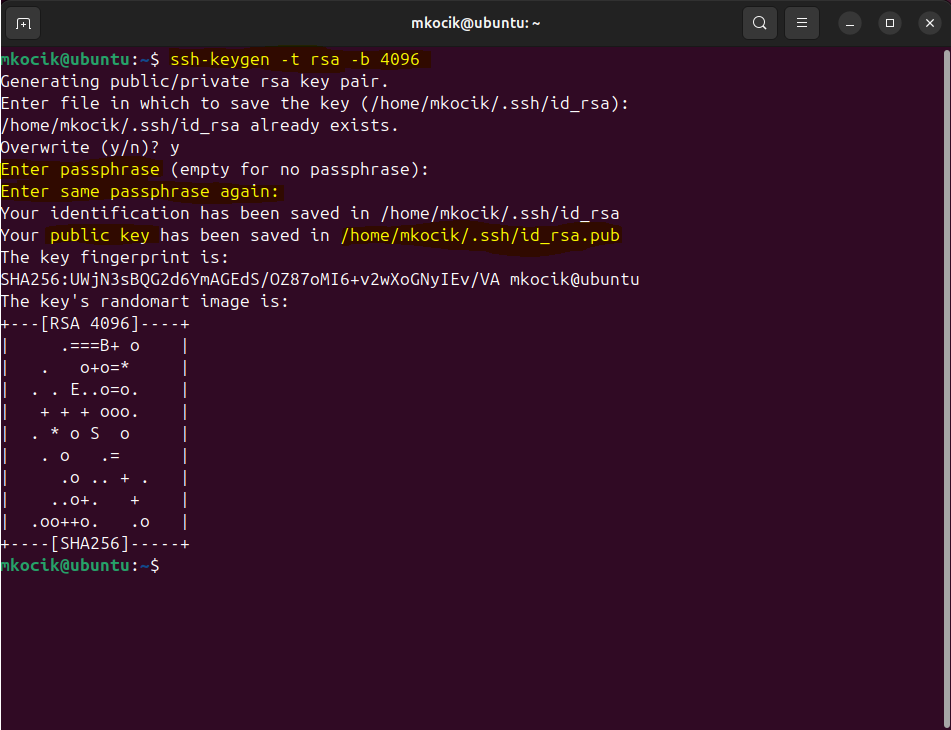 mkocik@ubuntu: ~
mkocik@ubuntu:~$ ssh-keygen -t rsa -b 4096
Generating public/private rsa key pair.
Enter file in which to save the key (/home/mkocik/.ssh/id_rsa):
/home/mkocik/.ssh/id_rsa already exists.
Overwrite (y/n)? y
Enter passphrase (empty for no passphrase):
Enter same passphrase again:
Your identification has been saved in /home/mkocik/.ssh/id_rsa
Your public key has been saved in /home/mkocik/.ssh/id_rsa.pub
The key fingerprint is:
SHA256:UWjN3sBQG2d6YmAGEdS/OZ87oMI6+v2wXoGNyIEv/VA mkocik@ubuntu
The key's randomart image is:
+---[RSA 4096]----+
|     .===B+ o    |
|   .   o+o=*     |
|  . . E..o=o.    |
|   + + + ooo.    |
|  . * o S  o     |
|   . o   .=      |
|     .o .. + .   |
|    ..o+.   +    |
|  .oo++o.   .o   |
+----[SHA256]-----+
mkocik@ubuntu:~$